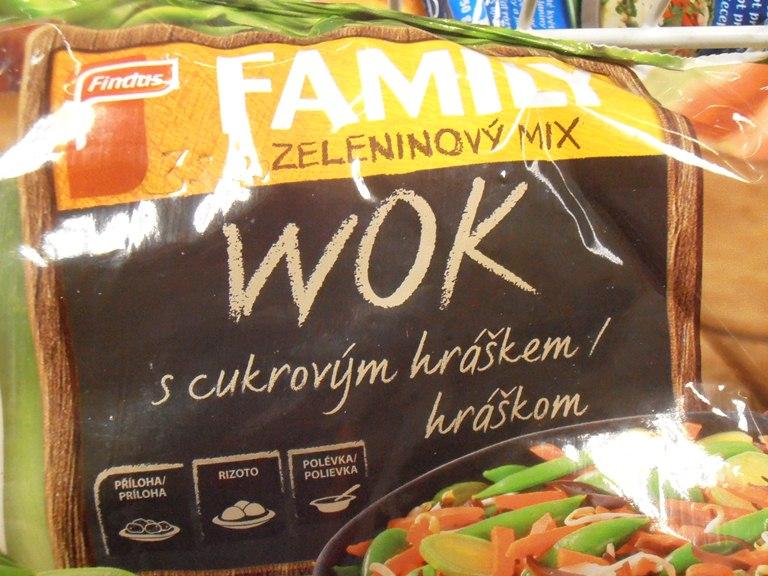 Findus
FAMILY
ZELENINOVÝ MIX
WOK
s cukrovým hráškem /
hráškom
PŘÍLOHA/
PRÍLOHA
RIZOTO
POLÉVKA/
POLIEVKA